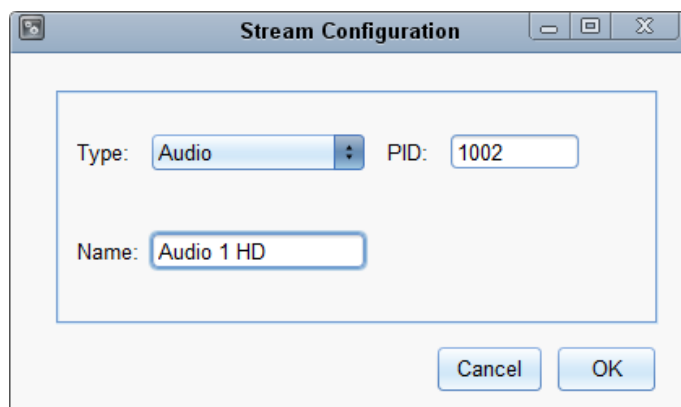 Stream Configuration
Type: Audio PID: 1002
Name: Audio 1 HD
Cancel OK